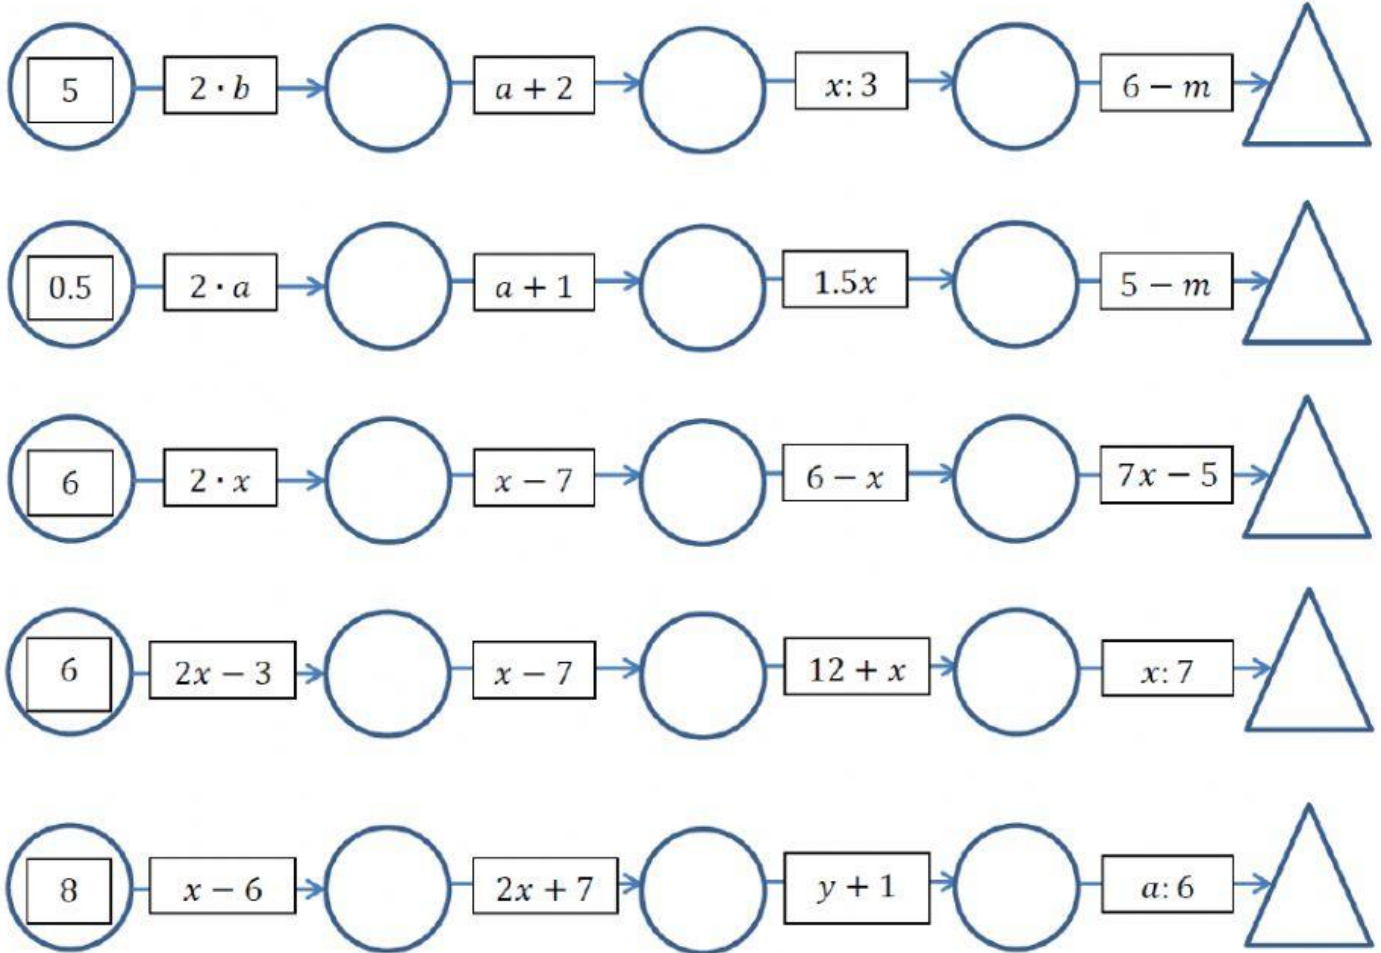 5 2 · b a + 2 x: 3 6 − m
0.5 2 · a a + 1 1.5x 5 − m
6 2 · x x − 7 6 − x 7x − 5
6 2x − 3 x − 7 12 + x x: 7
8 x − 6 2x + 7 y + 1 a: 6